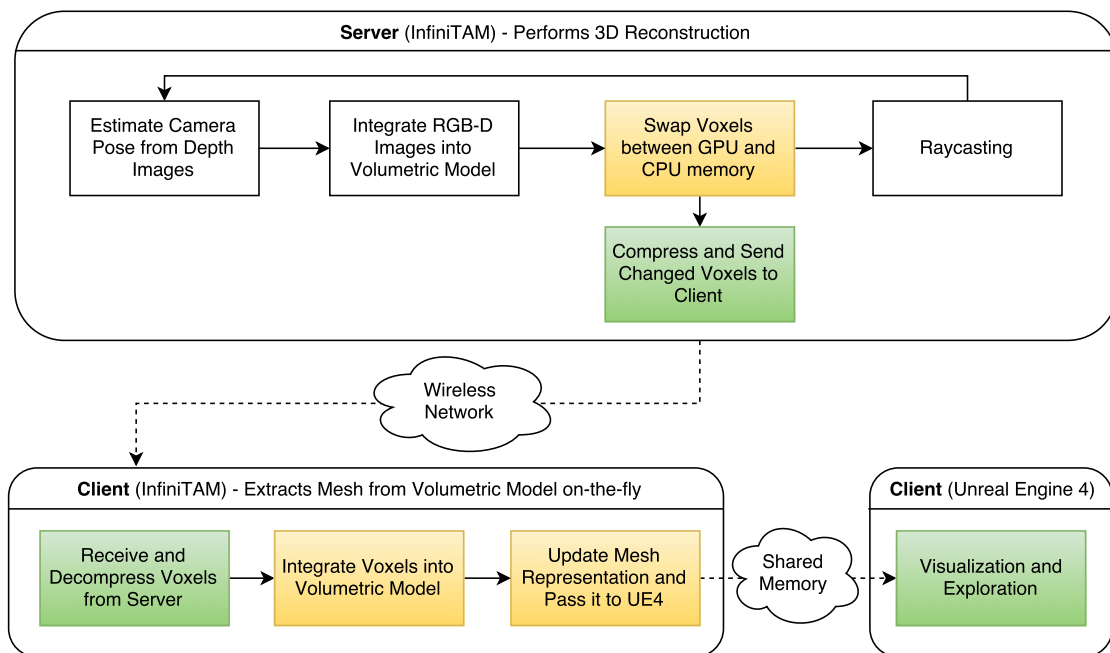 Server (InfiniTAM) - Performs 3D Reconstruction
Estimate Camera
Pose from Depth
Images
Integrate RGB-D
Images into
Volumetric Model
Swap Voxels
between GPU and
CPU memory
Raycasting
Compress and Send
Changed Voxels to
Client
Wireless
Network
Client (InfiniTAM) - Extracts Mesh from Volumetric Model on-the-fly
Receive and
Decompress Voxels
from Server
Integrate Voxels into
Volumetric Model
Update Mesh
Representation and
Pass it to UE4
Shared
Memory
Client (Unreal Engine 4)
Visualization and
Exploration